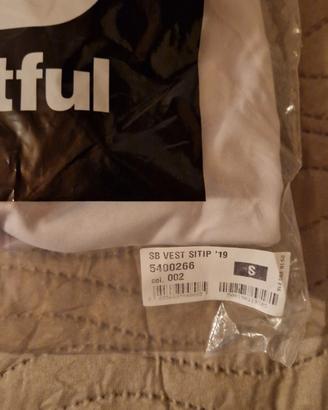 tful
SB VEST SITIP '19
5400266
S
col. 002